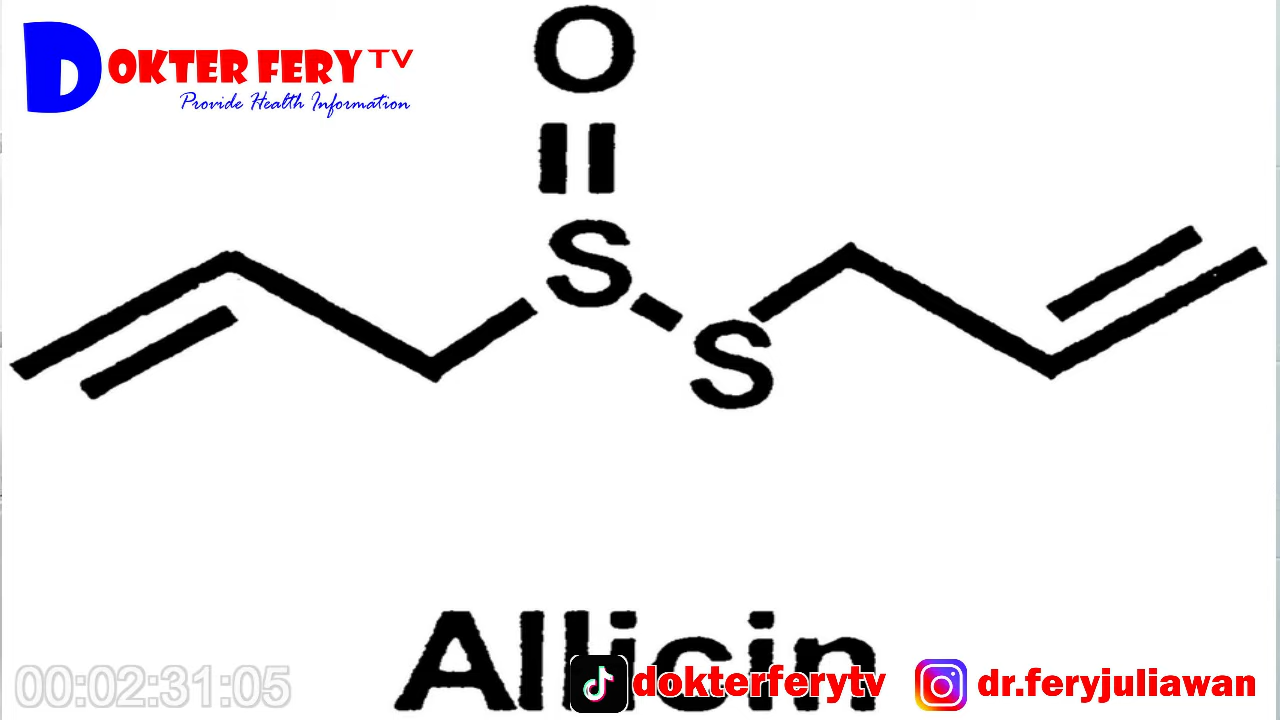 DOKTER FERY TV
Provide Health Information
O
S
S
Allicin
00:02:31:05
dokterferytv
dr.feryjuliawan